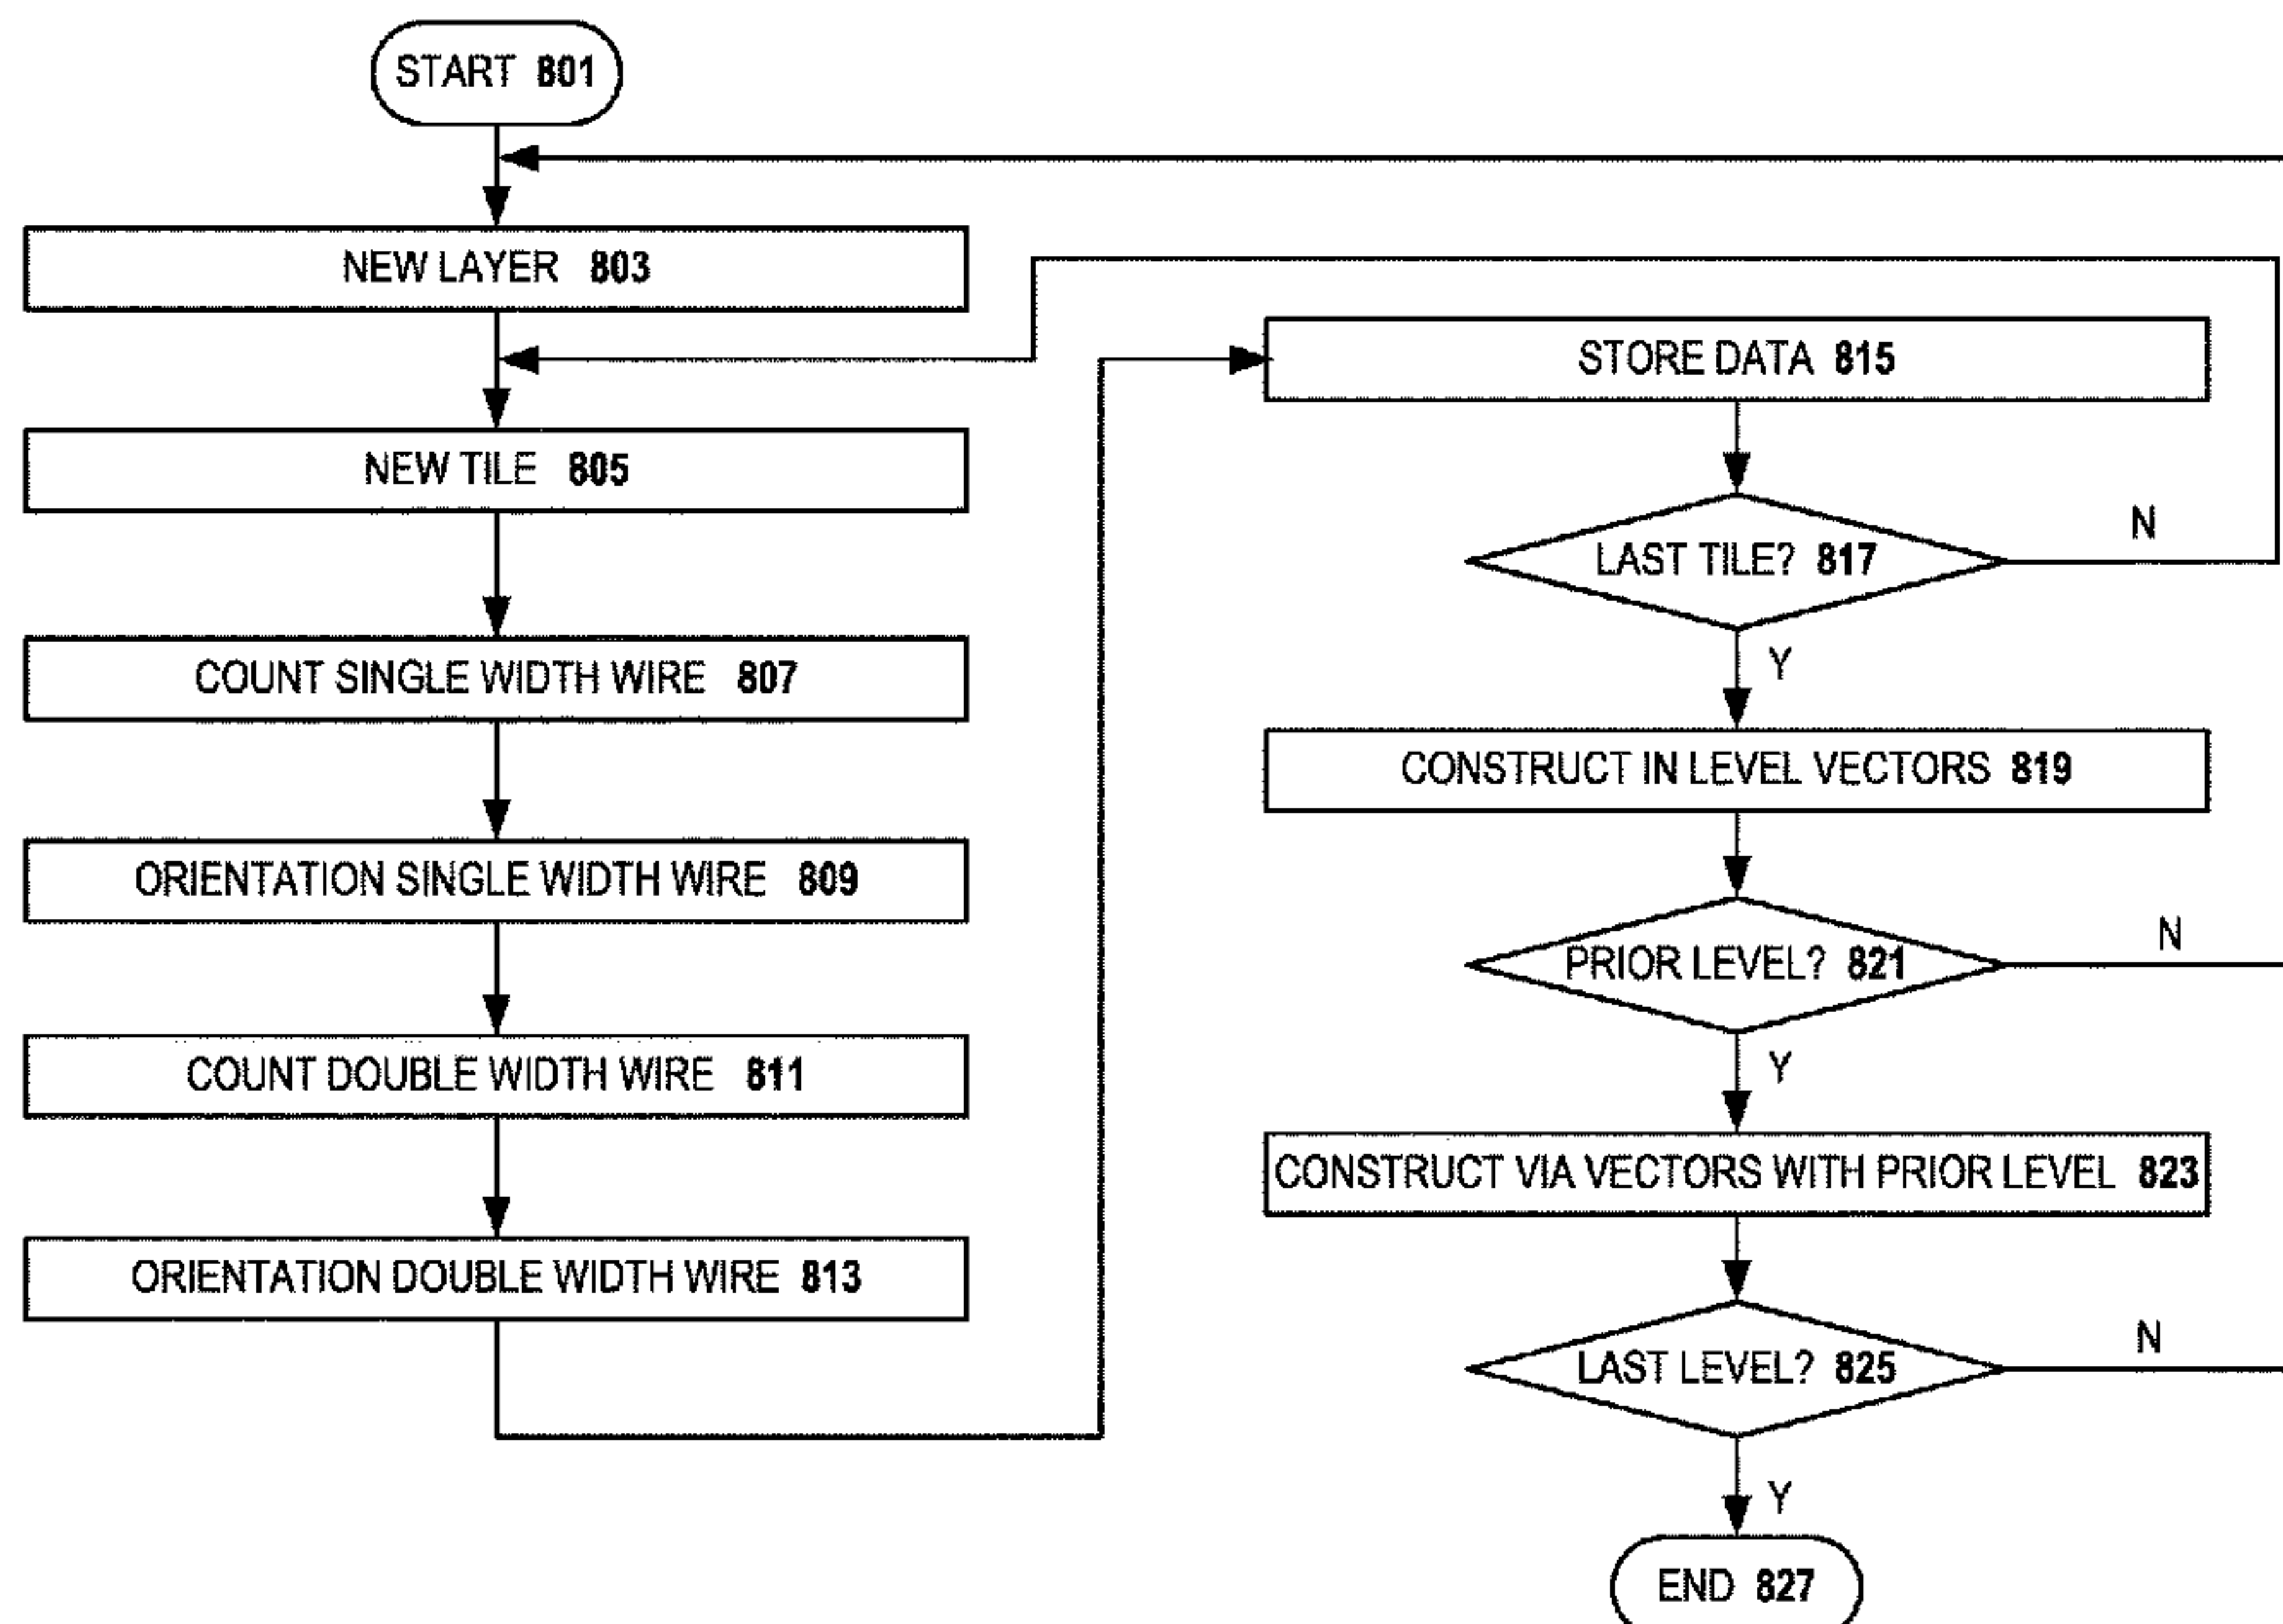 START 801
NEW LAYER 803
NEW TILE 805
COUNT SINGLE WIDTH WIRE 807
ORIENTATION SINGLE WIDTH WIRE 809
COUNT DOUBLE WIDTH WIRE 811
ORIENTATION DOUBLE WIDTH WIRE 813
STORE DATA 815
LAST TILE? 817
N
Y
CONSTRUCT IN LEVEL VECTORS 819
PRIOR LEVEL? 821
N
Y
CONSTRUCT VIA VECTORS WITH PRIOR LEVEL 823
LAST LEVEL? 825
N
Y
END 827